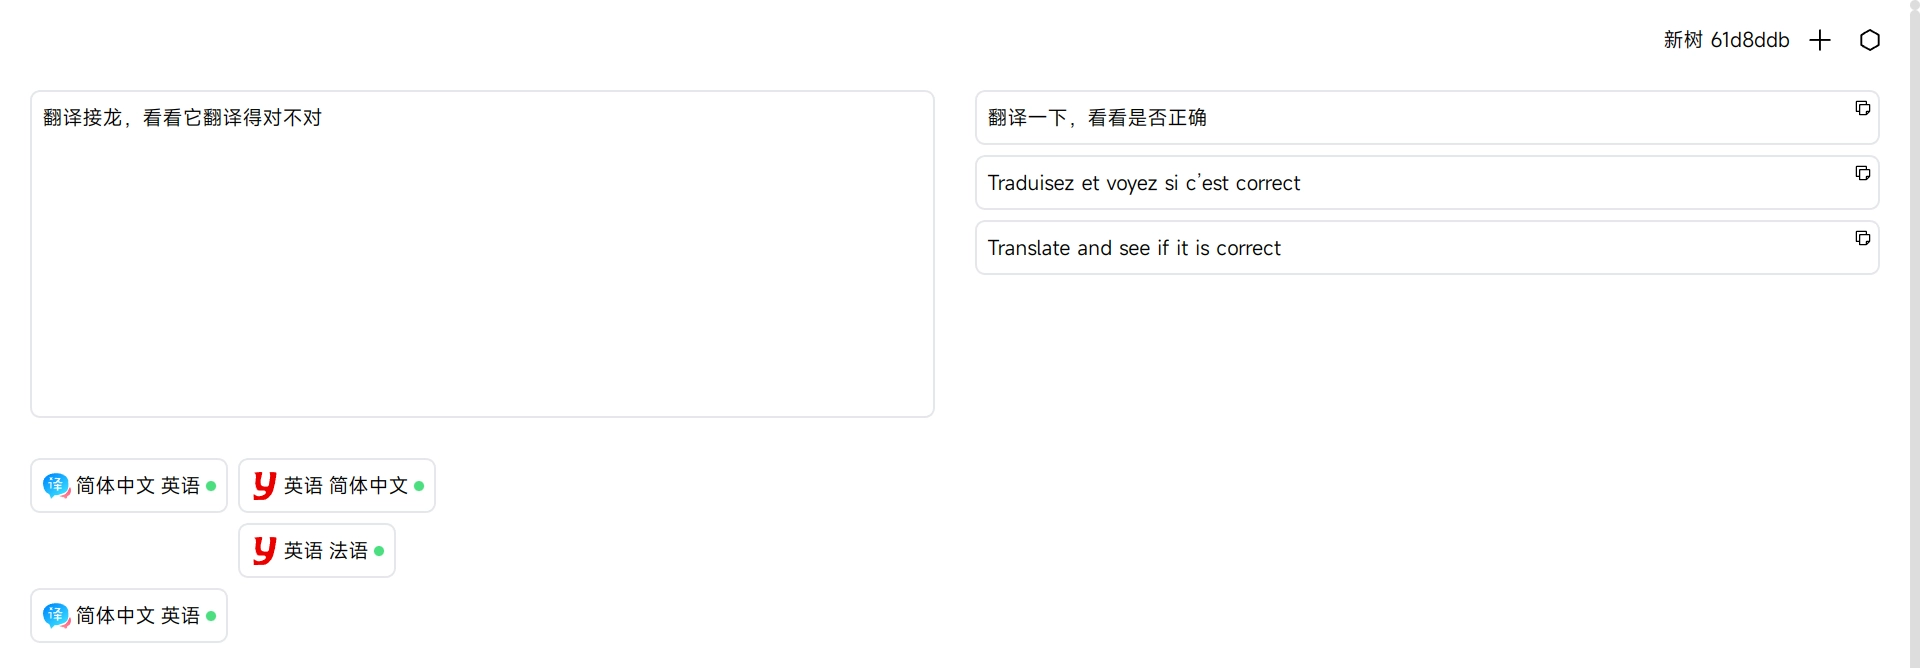 新树 61d8ddb
翻译接龙，看看它翻译得对不对
翻译一下，看看是否正确
Traduisez et voyez si c'est correct
Translate and see if it is correct
译 简体中文 英语
y 英语 简体中文
y 英语 法语
译 简体中文 英语